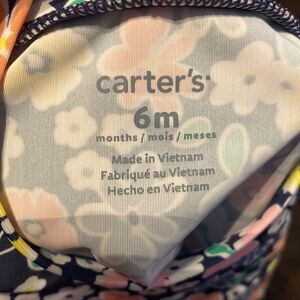 carter's
6m
months / mois / meses
Made in Vietnam
Fabriqué au Vietnam
Hecho en Vietnam